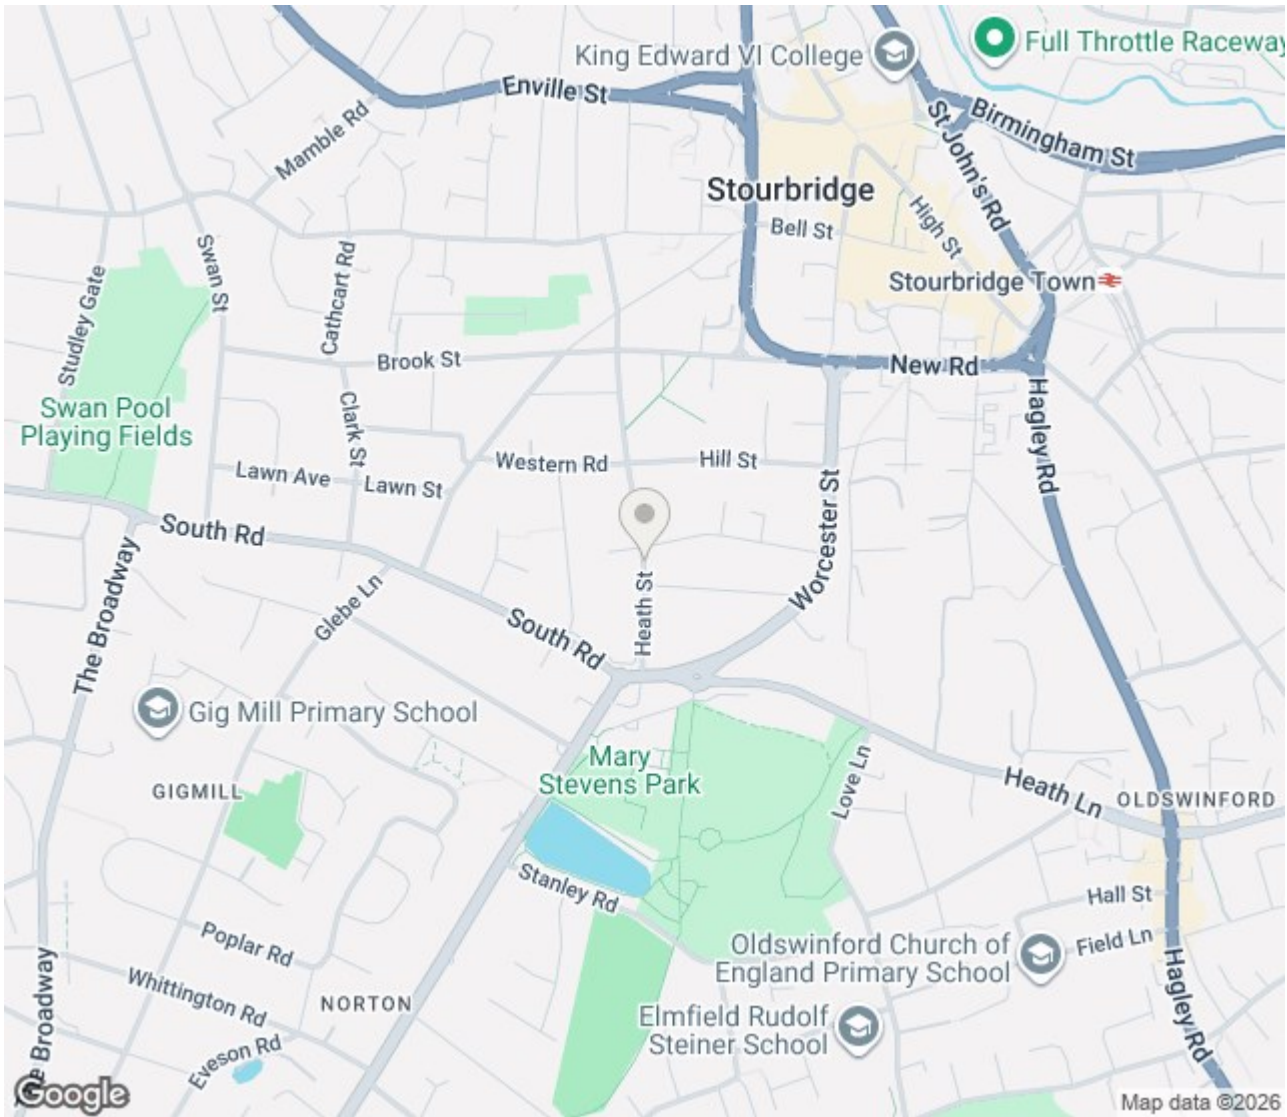 King Edward VI College
Full Throttle Raceway
Enville St
Birmingham St
St John's Rd
Mamble Rd
Stourbridge
High St
Bell St
Swan St
Cathcart Rd
Studley Gate
Stourbridge Town
Brook St
New Rd
Swan Pool
Playing Fields
Clark St
Hagley Rd
Western Rd
Hill St
Lawn Ave
Lawn St
Worcester St
South Rd
The Broadway
Glebe Ln
Heath St
South Rd
Gig Mill Primary School
Mary
Stevens Park
Love Ln
Heath Ln
GIGMILL
OLDSWINFORD
Stanley Rd
Hall St
Poplar Rd
Oldswinford Church of
England Primary School
Field Ln
Whittington Rd
NORTON
The Broadway
Hagley Rd
Elmfield Rudolf
Steiner School
Eveson Rd
Google
Map data ©2026